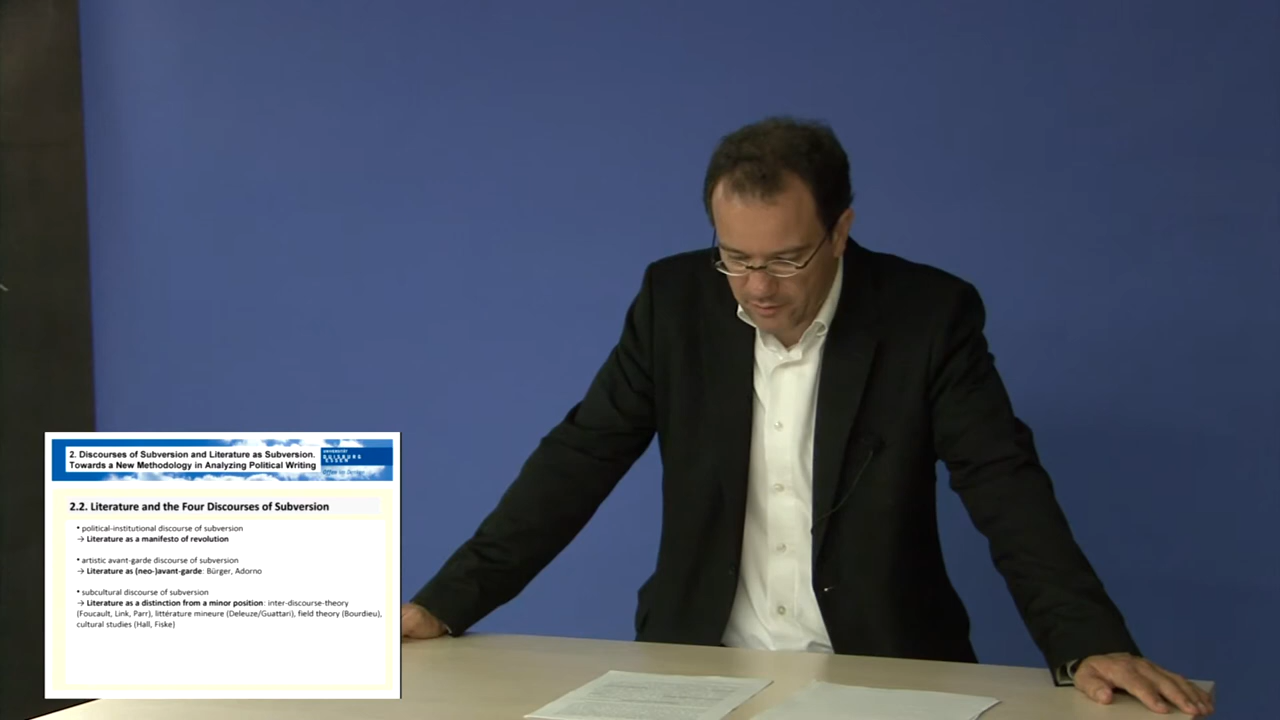 2. Discourses of Subversion and Literature as Subversion.
Towards a New Methodology in Analyzing Political Writing
UNIVERSITÄT
DUISBURG
ESSEN
2.2. Literature and the Four Discourses of Subversion
• political-institutional discourse of subversion
→ Literature as a manifesto of revolution
• artistic avant-garde discourse of subversion
→ Literature as (neo-)avant-garde: Bürger, Adorno
• subcultural discourse of subversion
→ Literature as a distinction from a minor position: inter-discourse-theory
(Foucault, Link, Parr), littérature mineure (Deleuze/Guattari), field theory (Bourdieu),
cultural studies (Hall, Fiske)